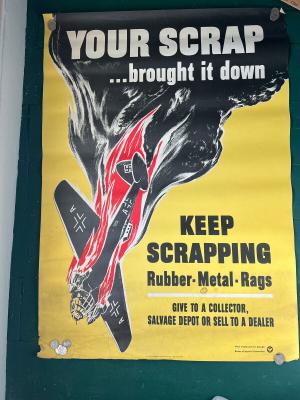 YOUR SCRAP
...brought it down
KEEP
SCRAPPING
Rubber·Metal·Rags
GIVE TO A COLLECTOR,
SALVAGE DEPOT OR SELL TO A DEALER